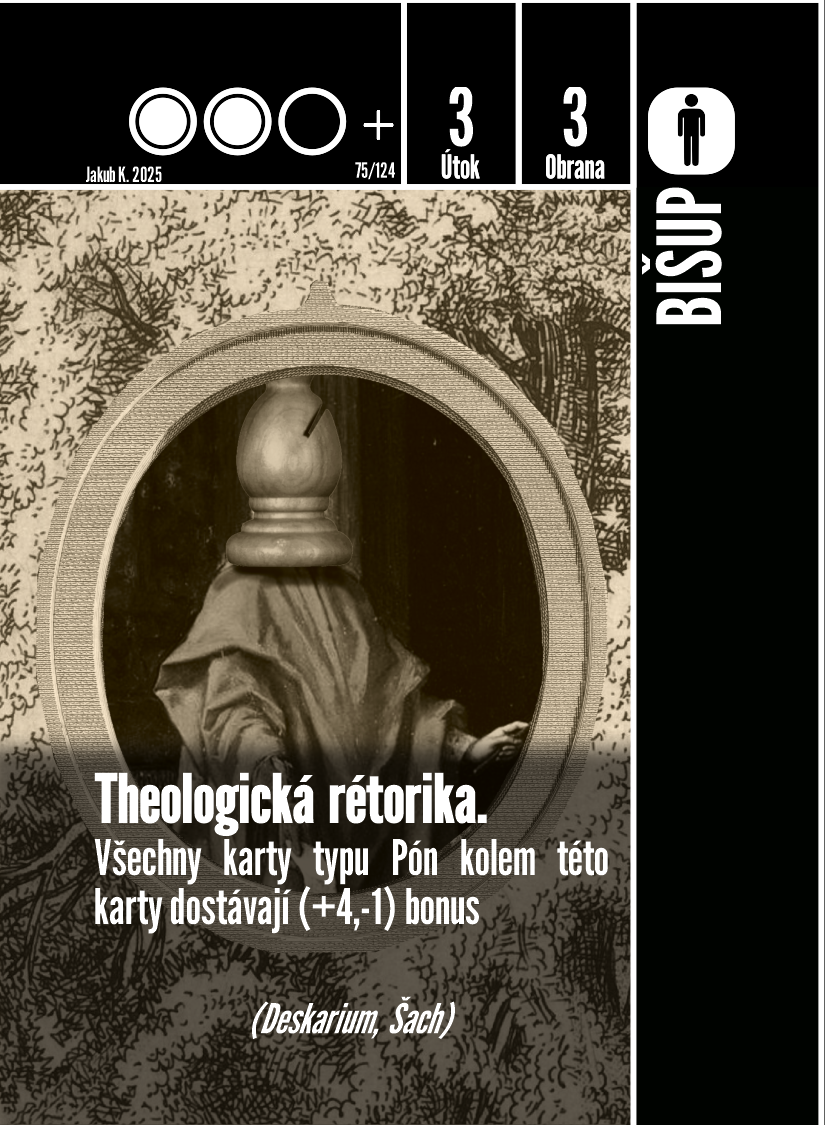 +
Jakub K. 2025
75/124
3
Útok
3
Obrana
BIŠUP
Theologická rétorika.
Všechny karty typu Pón kolem této
karty dostávají (+4,-1) bonus
(Deskarium, Šach)